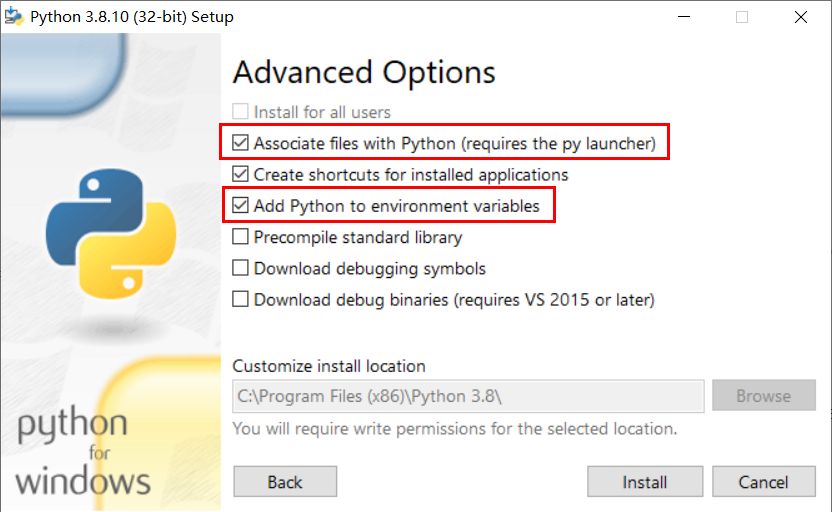 Python 3.8.10 (32-bit) Setup
Advanced Options
Install for all users
Associate files with Python (requires the py launcher)
Create shortcuts for installed applications
Add Python to environment variables
Precompile standard library
Download debugging symbols
Download debug binaries (requires VS 2015 or later)
Customize install location
C:\Program Files (x86)\Python 3.8\
Browse
You will require write permissions for the selected location.
python
for
windows
Back
Install
Cancel